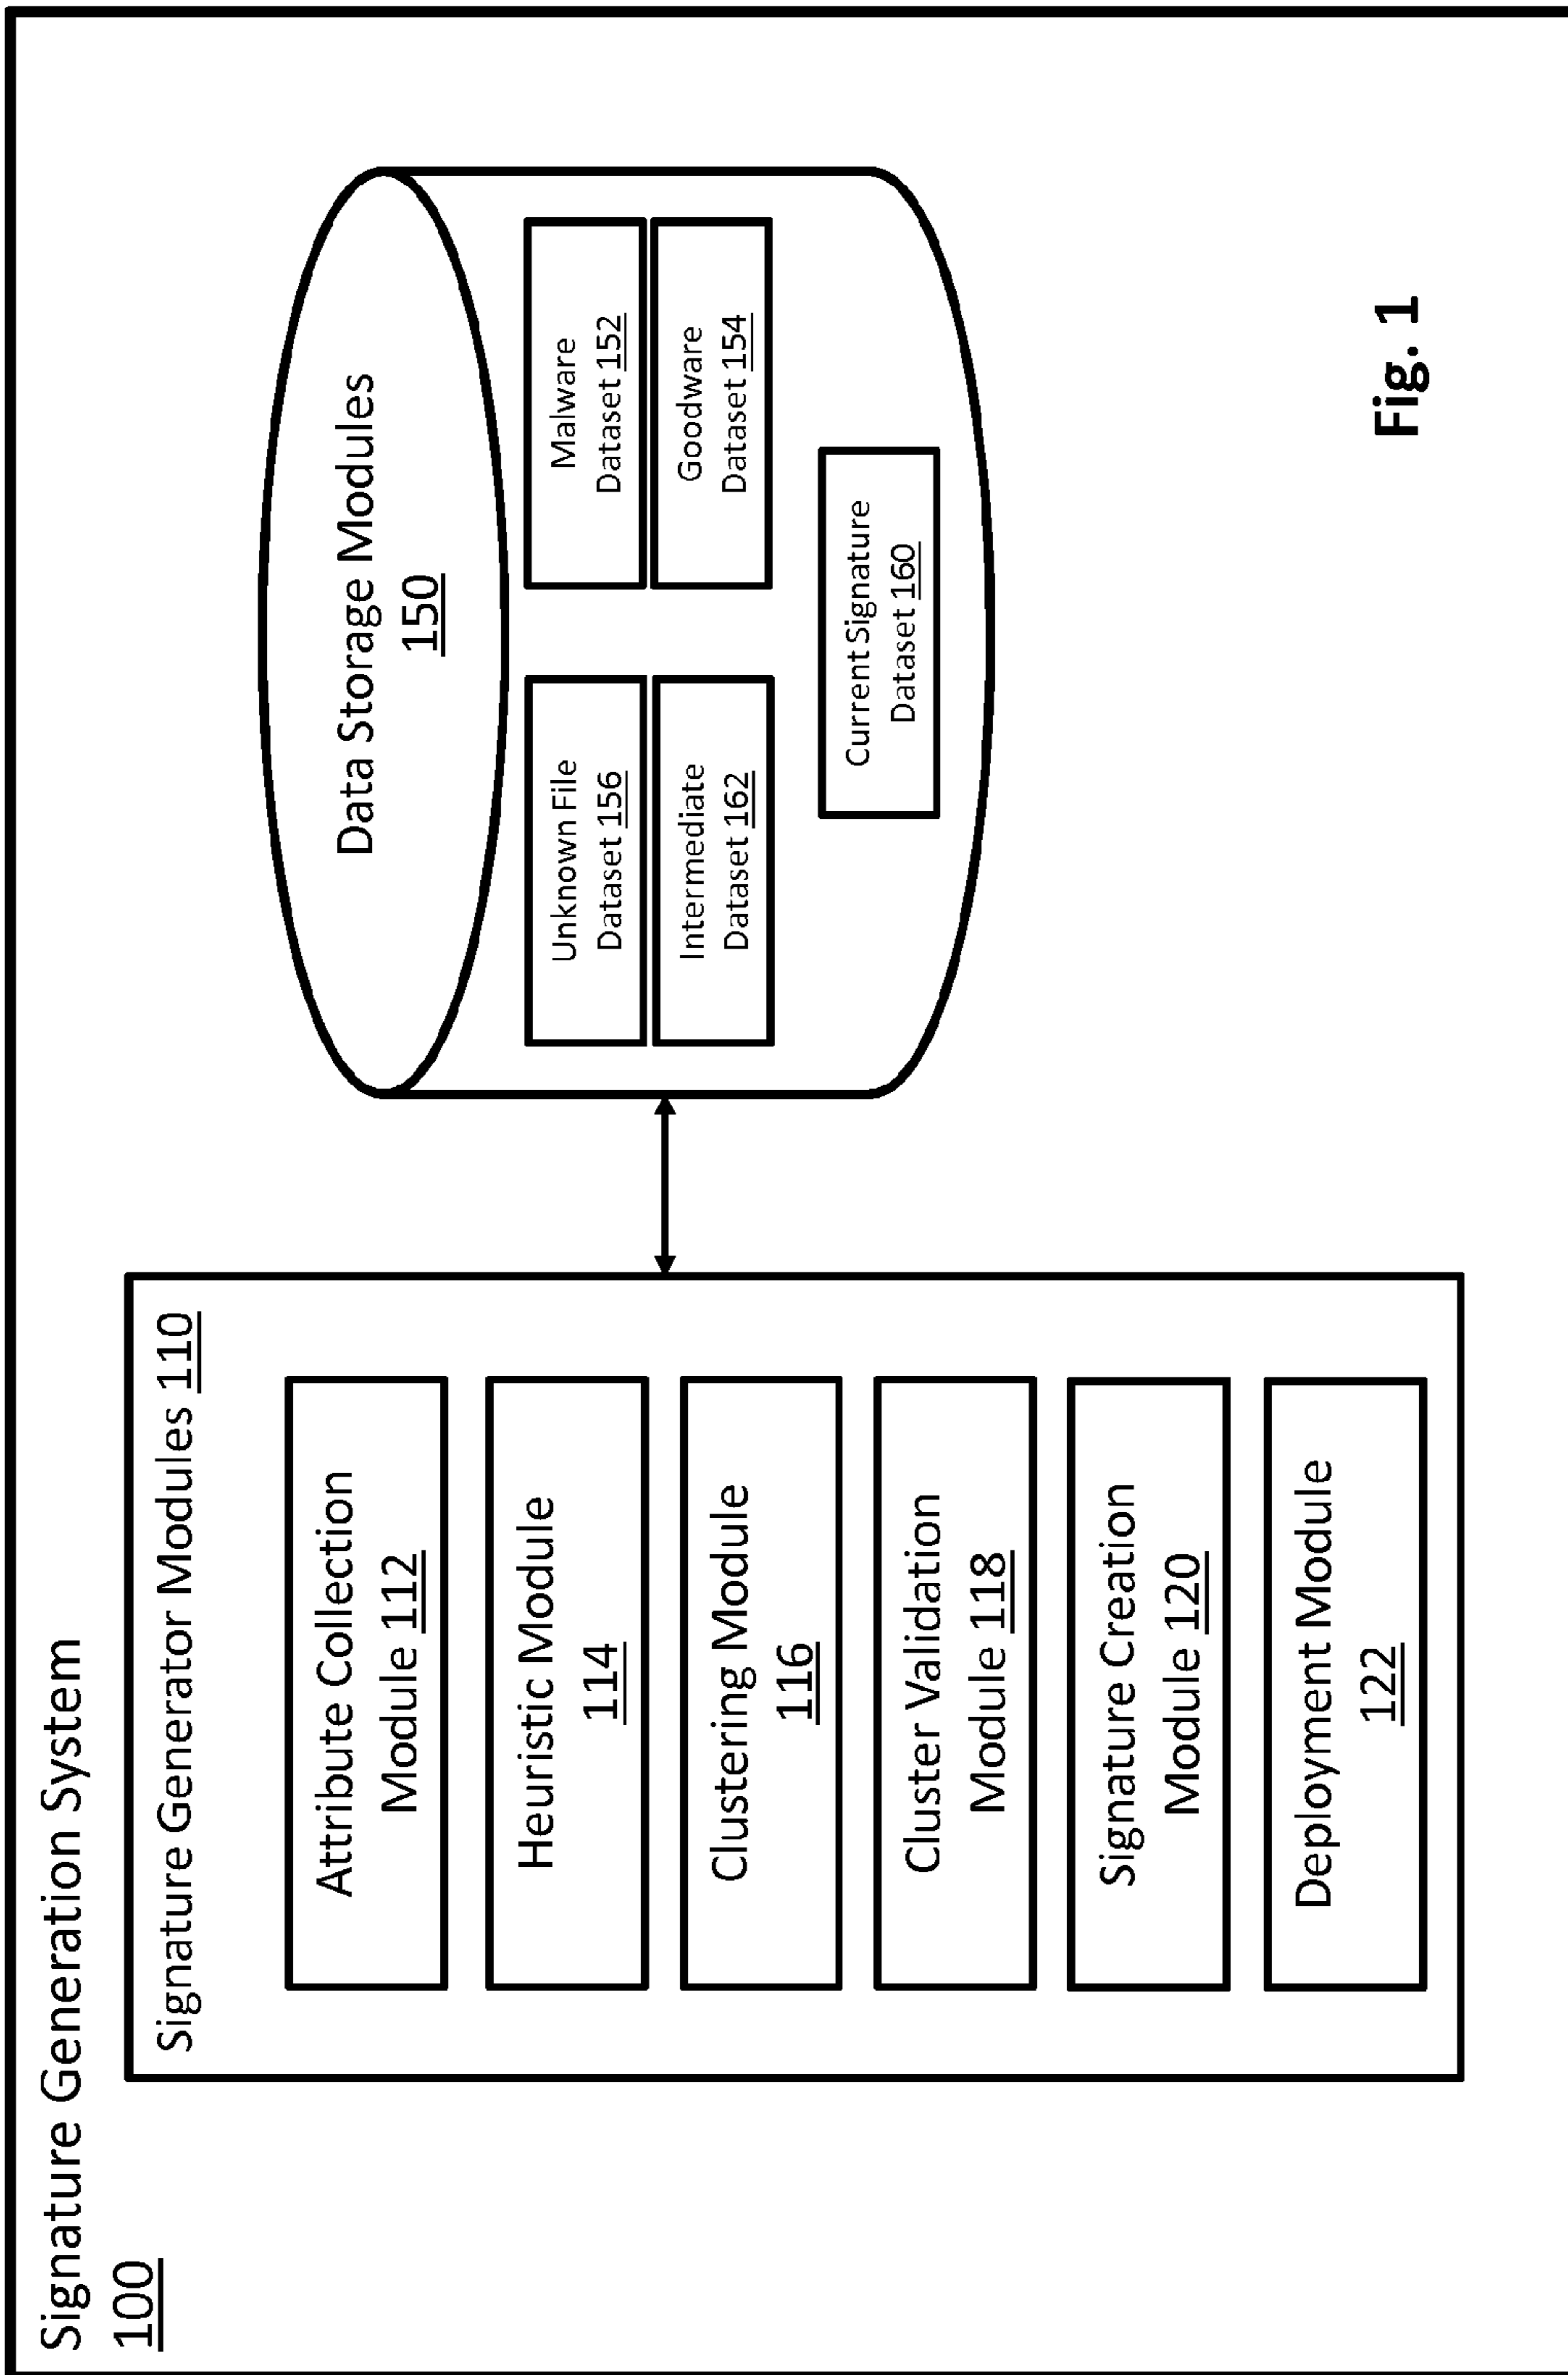 Signature Generation System
100
Signature Generator Modules 110
Attribute Collection
Module 112
Heuristic Module
114
Clustering Module
116
Cluster Validation
Module 118
Signature Creation
Module 120
Deployment Module
122
Data Storage Modules
150
Unknown File
Dataset 156
Malware
Dataset 152
Intermediate
Dataset 162
Goodware
Dataset 154
Current Signature
Dataset 160
Fig. 1